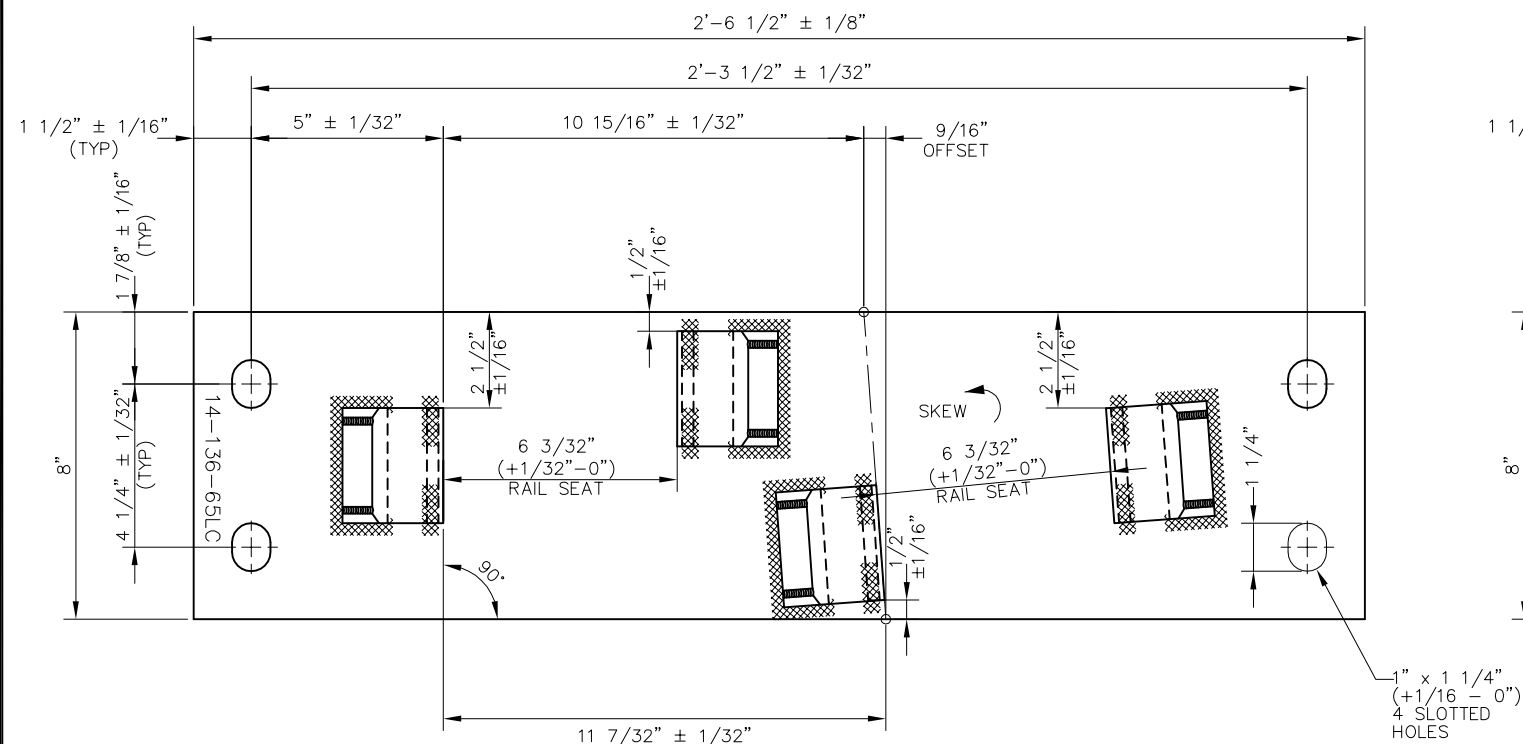 2'-6 1/2" ± 1/8"
2'-3 1/2" ± 1/32"
1 1/2" ± 1/16"
(TYP)
5" ± 1/32"
10 15/16" ± 1/32"
9/16"
OFFSET
1 1/
1 7/8" ± 1/16"
(TYP)
1/2"
±1/16"
8"
4 1/4" ± 1/32"
(TYP)
14-136-65LC
2 1/2"
±1/16"
6 3/32"
(+1/32"-0")
RAIL SEAT
SKEW
2 1/2"
±1/16"
6 3/32"
(+1/32"-0")
RAIL SEAT
1 1/4"
8"
90°
1/2"
±1/16"
1" x 1 1/4"
(+1/16 - 0")
4 SLOTTED
HOLES
11 7/32" ± 1/32"